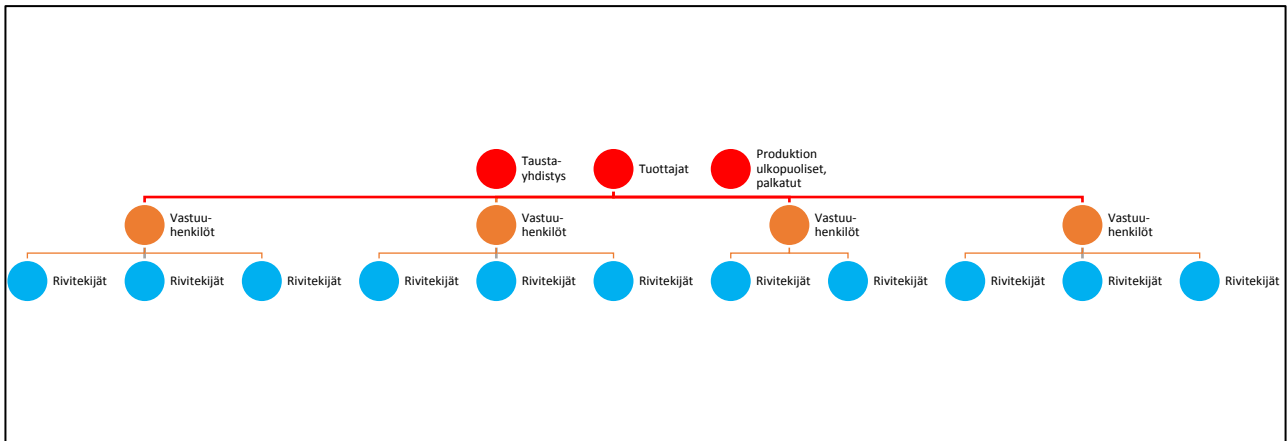 Tausta-
yhdistys
Tuottajat
Produktion
ulkopuoliset,
palkatut
Vastuu-
henkilöt
Vastuu-
henkilöt
Vastuu-
henkilöt
Vastuu-
henkilöt
Rivitekijät
Rivitekijät
Rivitekijät
Rivitekijät
Rivitekijät
Rivitekijät
Rivitekijät
Rivitekijät
Rivitekijät
Rivitekijät
Rivitekijät